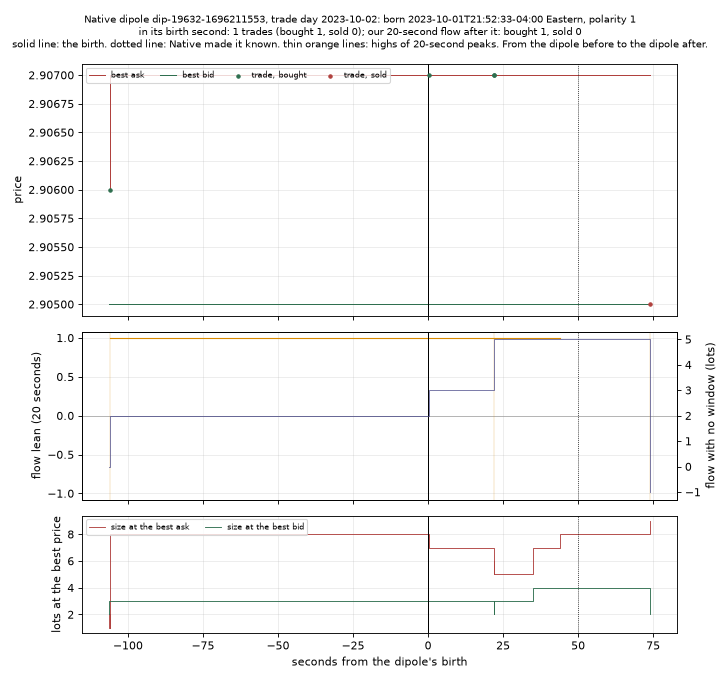 Native dipole dip-19632-1696211553, trade day 2023-10-02: born 2023-10-01T21:52:33-04:00 Eastern, polarity 1
in its birth second: 1 trades (bought 1, sold 0); our 20-second flow after it: bought 1, sold 0
solid line: the birth. dotted line: Native made it known. thin orange lines: highs of 20-second peaks. From the dipole before to the dipole after.
best ask best bid trade, bought trade, sold
2.90700
2.90675
2.90650
2.90625
2.90600
2.90575
2.90550
2.90525
2.90500
price
1.0
0.5
0.0
−0.5
−1.0
flow lean (20 seconds)
5
4
3
2
1
0
−1
flow with no window (lots)
size at the best ask size at the best bid
8
6
4
2
lots at the best price
−100 −75 −50 −25 0 25 50 75
seconds from the dipole's birth